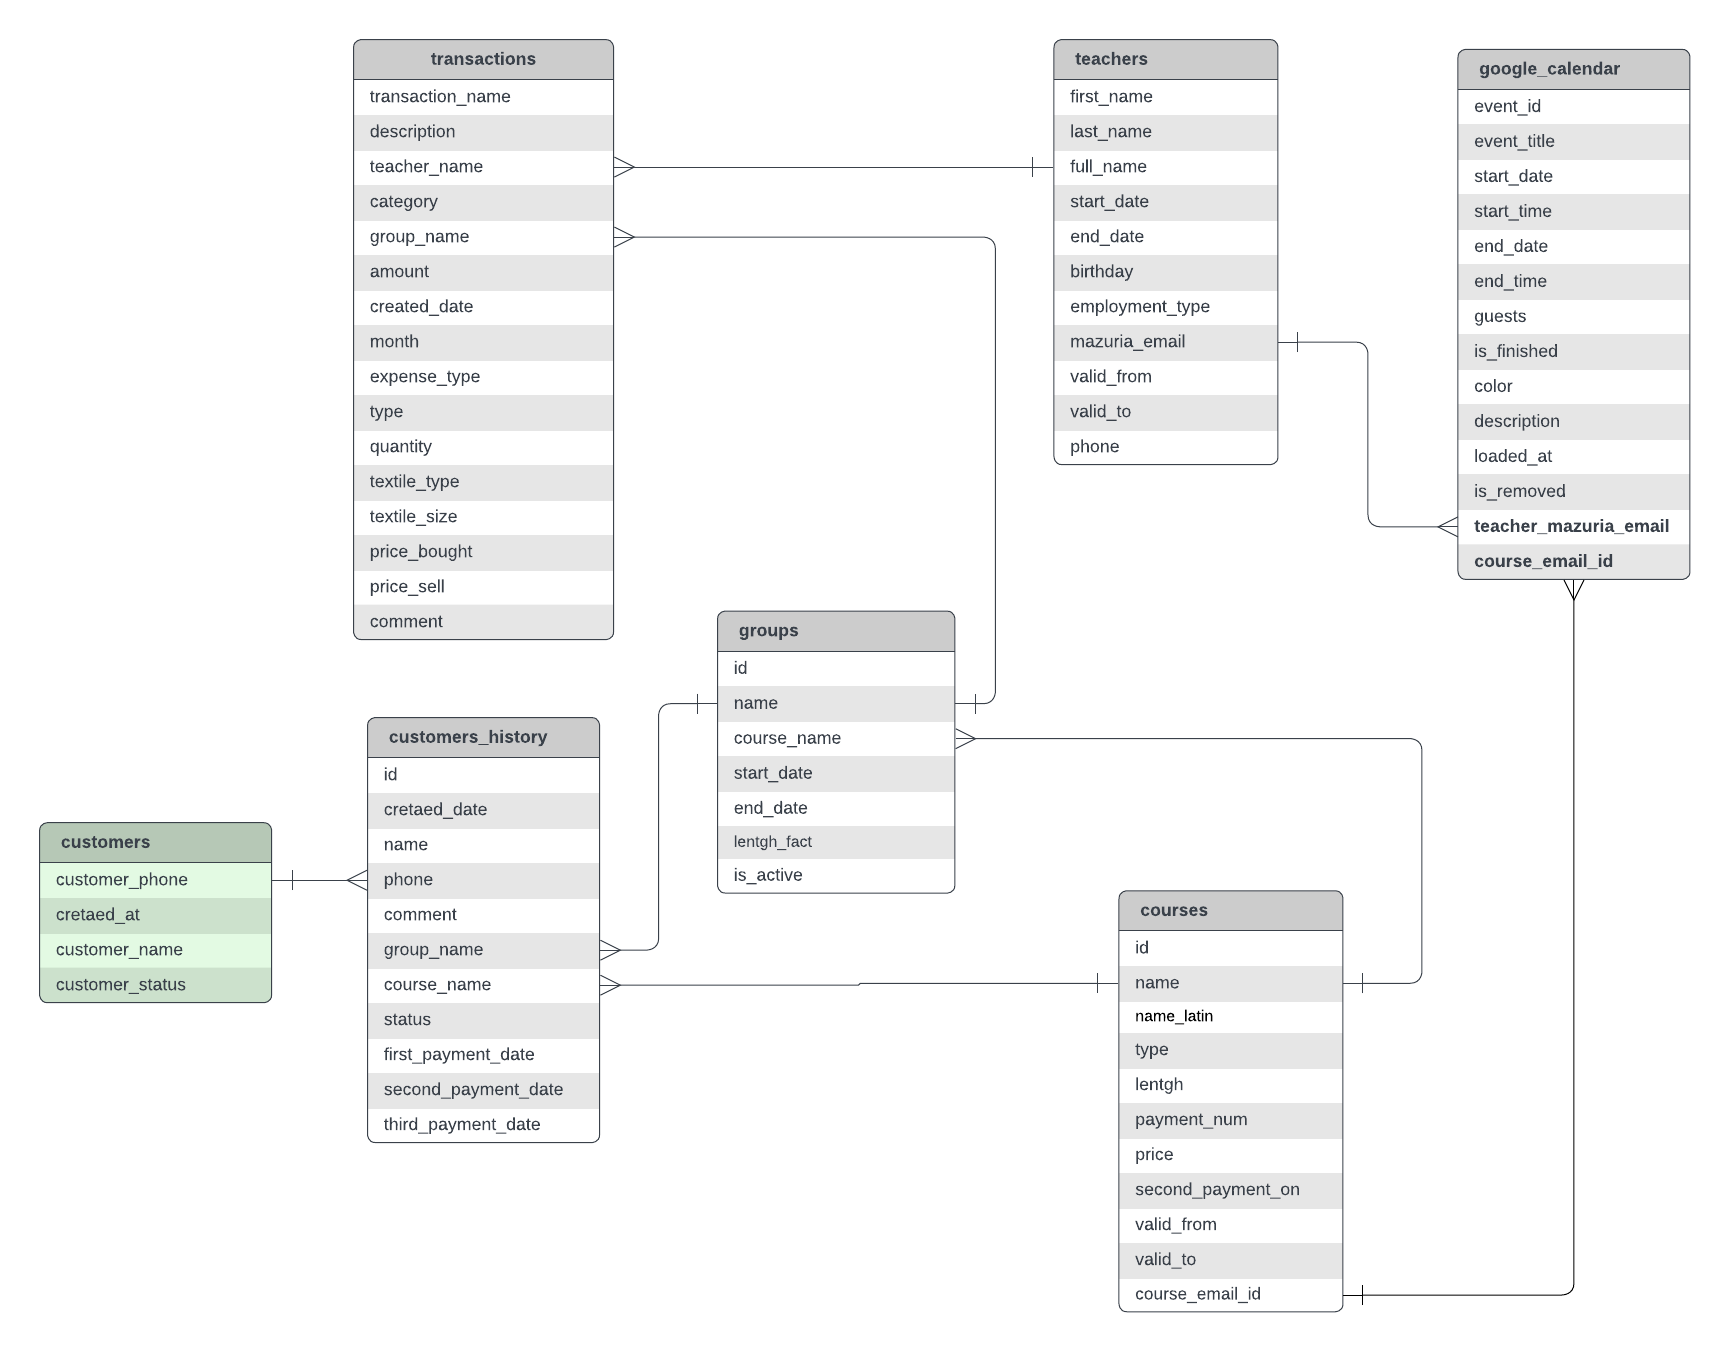 transactions
transaction_name
description
teacher_name
category
group_name
amount
created_date
month
expense_type
type
quantity
textile_type
textile_size
price_bought
price_sell
comment
teachers
first_name
last_name
full_name
start_date
end_date
birthday
employment_type
mazuria_email
valid_from
valid_to
phone
google_calendar
event_id
event_title
start_date
start_time
end_date
end_time
guests
is_finished
color
description
loaded_at
is_removed
teacher_mazuria_email
course_email_id
groups
id
name
course_name
start_date
end_date
lentgh_fact
is_active
customers_history
id
cretaed_date
name
phone
comment
group_name
course_name
status
first_payment_date
second_payment_date
third_payment_date
customers
customer_phone
cretaed_at
customer_name
customer_status
courses
id
name
name_latin
type
lentgh
payment_num
price
second_payment_on
valid_from
valid_to
course_email_id